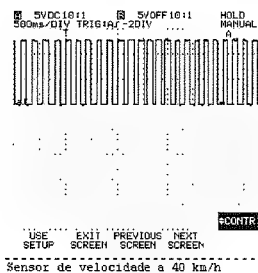 A 5VDC10:1 B 5VOFF10:1 HOLD
500ms/DIV TRIG:A -2DIV MANUAL
T
A
CONTR
USE SETUP EXIT SCREEN PREVIOUS SCREEN NEXT SCREEN
Sensor de velocidade a 40 km/h